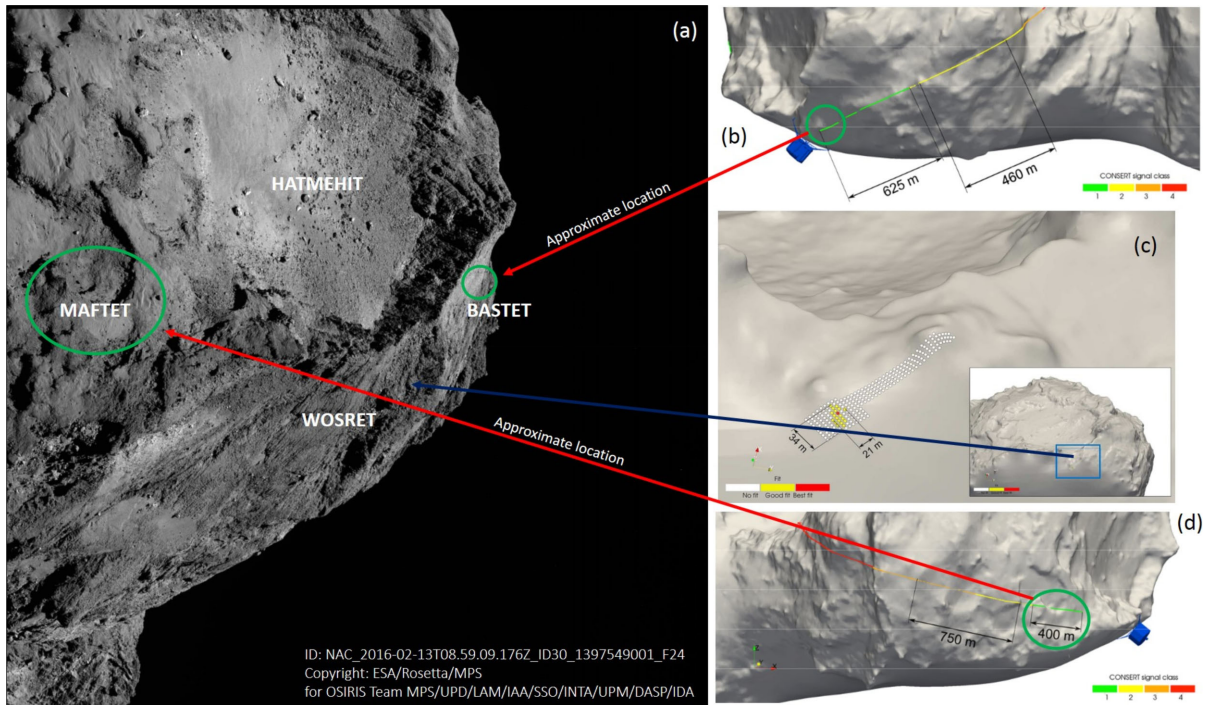 (a)
HATMEHIT
MAFTET
BASTET
WOSRET
Approximate location
Approximate location
ID: NAC_2016-02-13T08.59.09.176Z_ID30_1397549001_F24
Copyright: ESA/Rosetta/MPS
for OSIRIS Team MPS/UPD/LAM/IAA/SSO/INTA/UPM/DASP/IDA
(b)
625 m
460 m
CONSERT signal class
1 2 3 4
(c)
34 m
21 m
Fit
No fit Good fit Best fit
(d)
750 m
400 m
CONSERT signal class
1 2 3 4